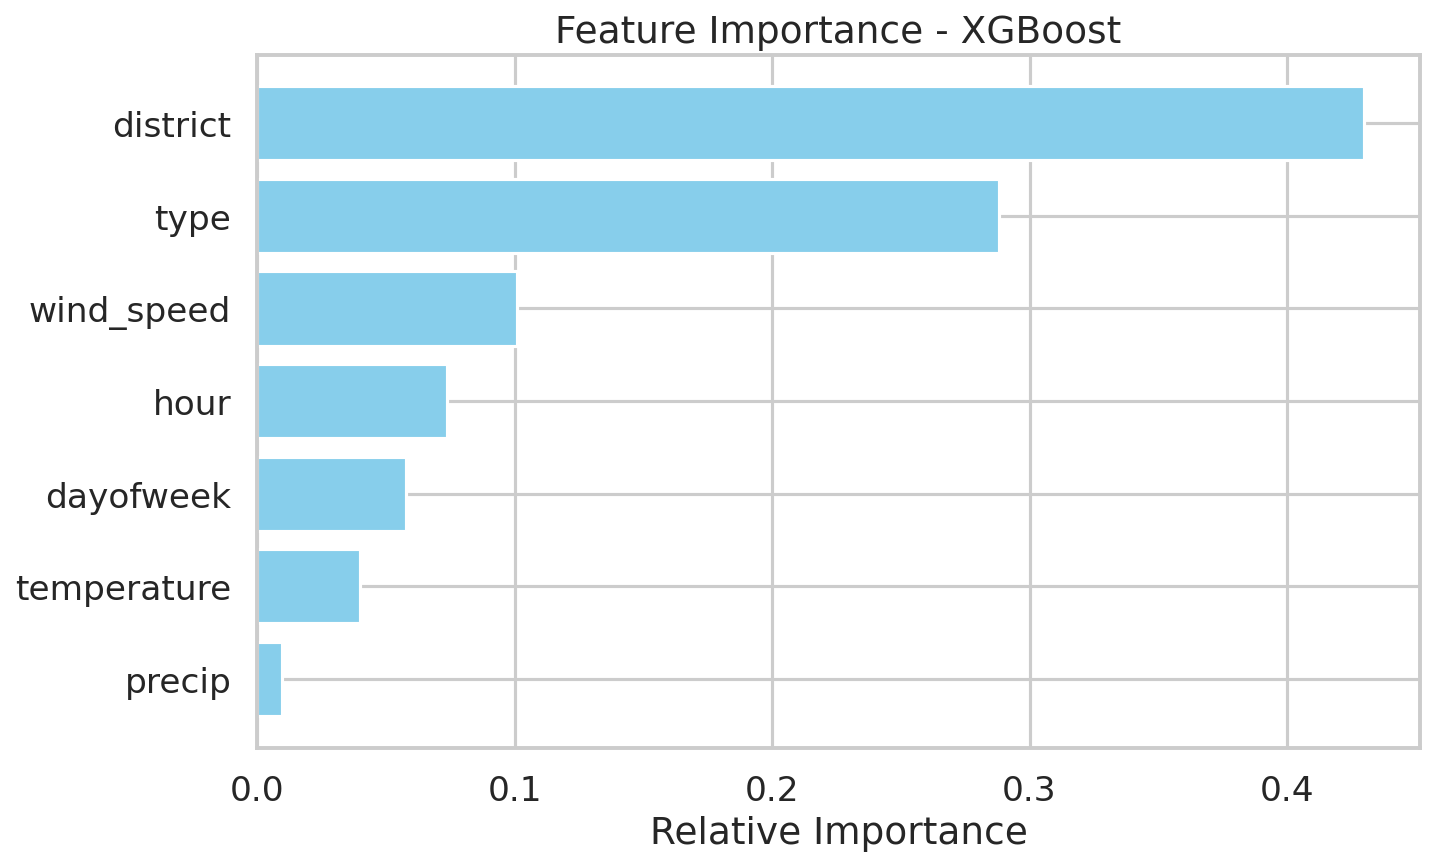 Feature Importance - XGBoost
district
type
wind_speed
hour
dayofweek
temperature
precip
0.0 0.1 0.2 0.3 0.4
Relative Importance